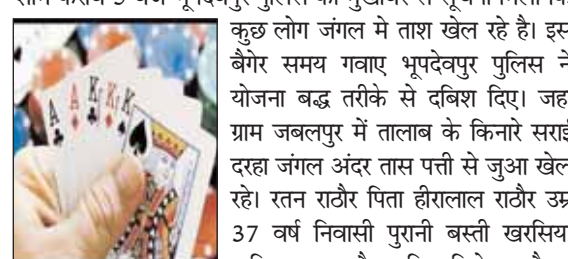 कुछ लोग जंगल मे ताश खेल रहे है। इस
बैगेर समय गवाए भूपदेवपुर पुलिस ने
योजना बद्ध तरीके से दबिश दिए। जह
ग्राम जबलपुर में तालाब के किनारे सराई
दरहा जंगल अंदर तास पत्ती से जुआ खेल
रहे। रतन राठौर पिता हीरालाल राठौर उम्र
37 वर्ष निवासी पुरानी बस्ती खरसिय
A A K K K